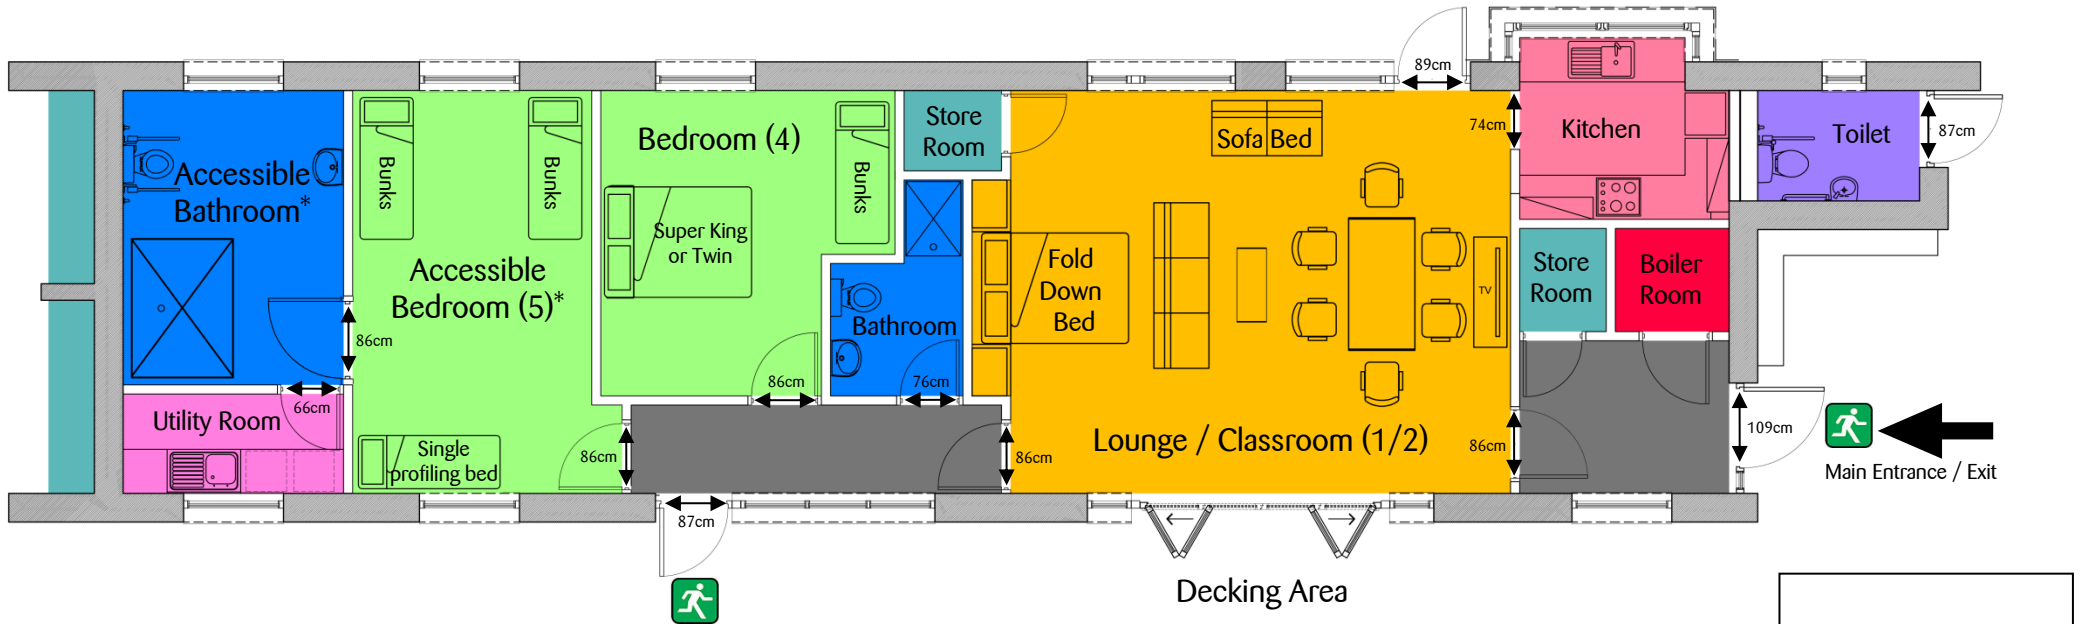 89cm
Store
Room
Bedroom (4)
Sofa Bed
74cm
Kitchen
Toilet
87cm
Accessible
Bathroom*
Bunks
Bunks
Bunks
Super King
or Twin
Accessible
Bedroom (5)*
Fold
Down
Bed
TV
Store
Room
Boiler
Room
Bathroom
86cm
86cm
76cm
66cm
Utility Room
Single
profiling bed
86cm
86cm
Lounge / Classroom (1/2)
86cm
109cm
Main Entrance / Exit
87cm
Decking Area